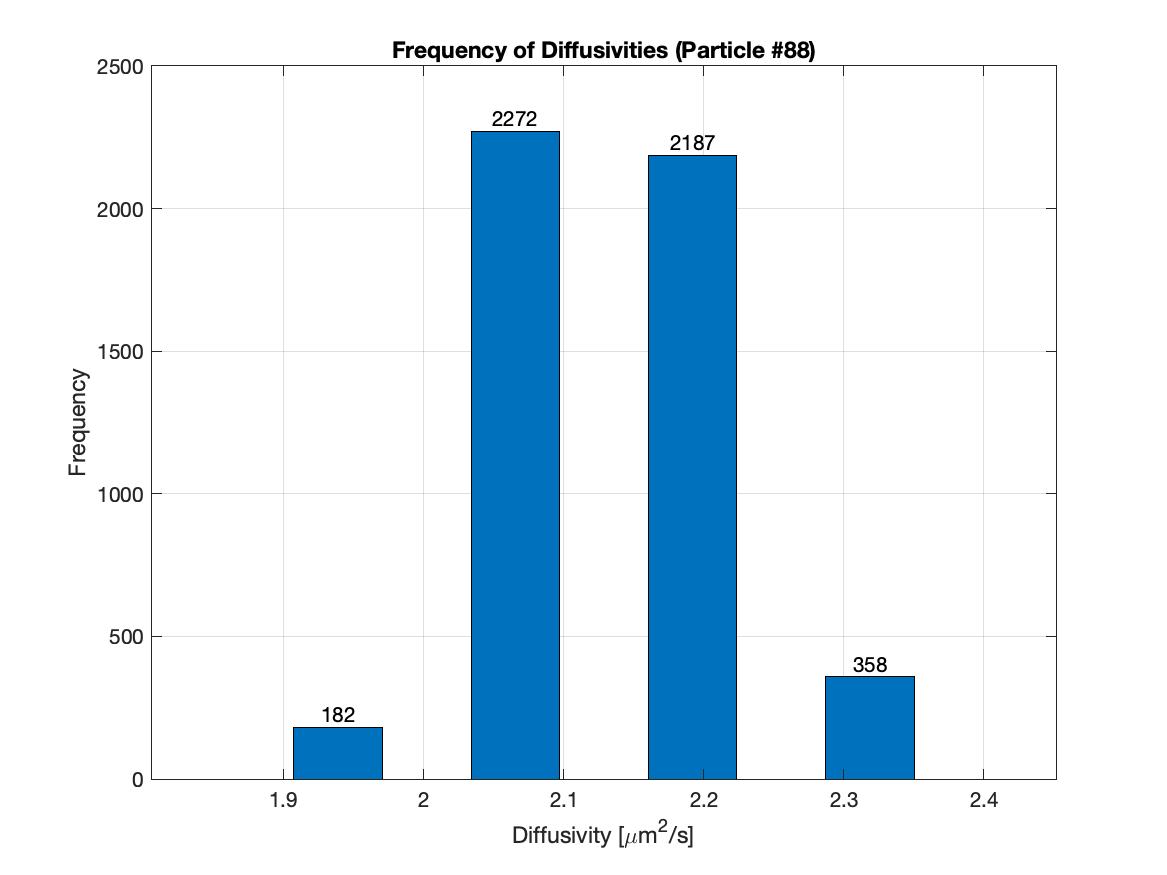 Frequency of Diffusivities (Particle #88)
2500
2000
1500
1000
500
0
Frequency
182
2272
2187
358
1.9 2 2.1 2.2 2.3 2.4
Diffusivity [μm²/s]